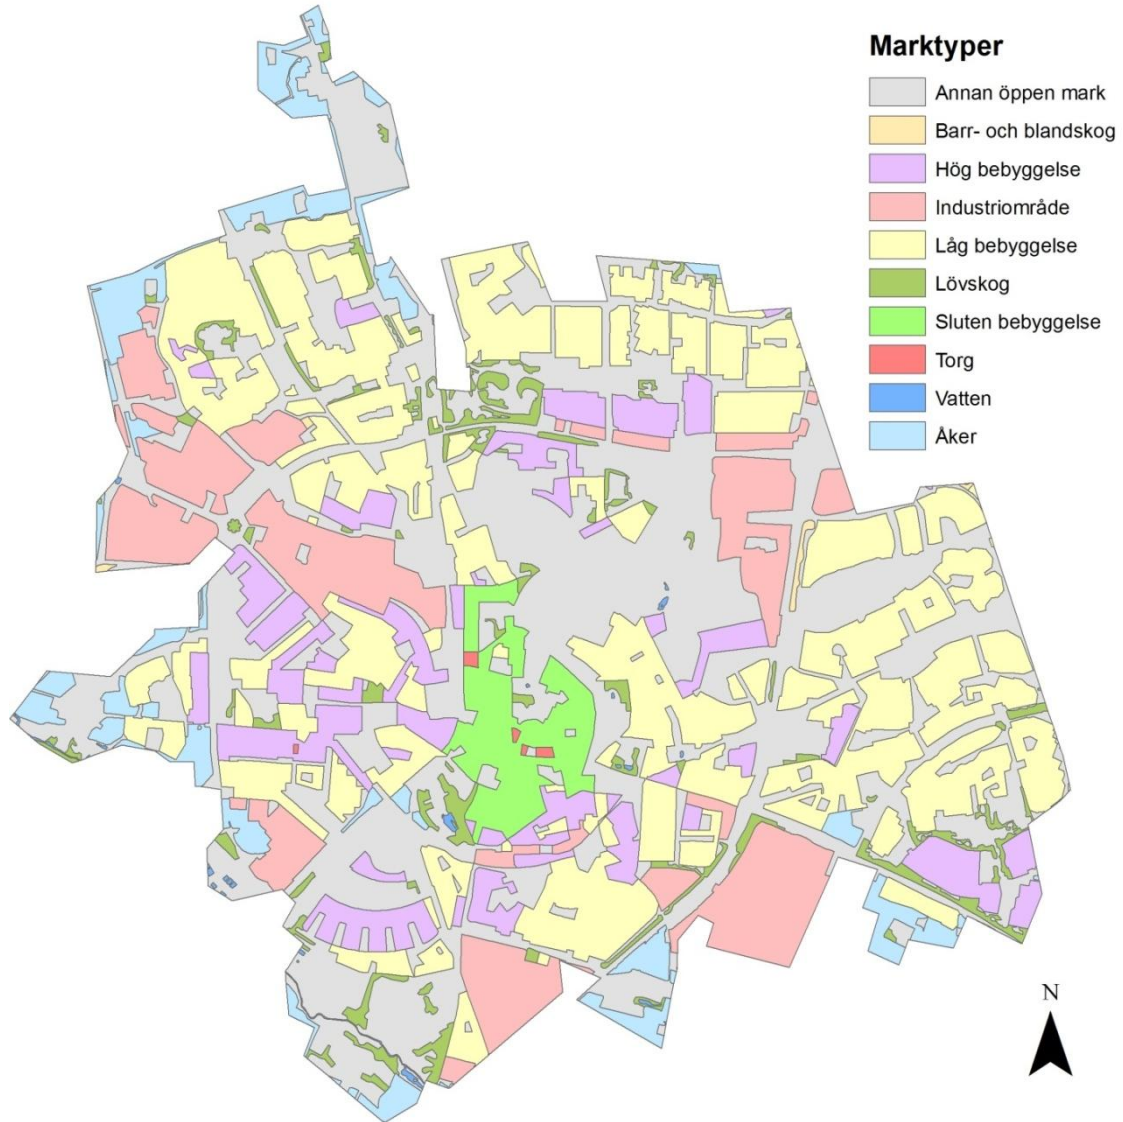 Marktyper
Annan öppen mark
Barr- och blandskog
Hög bebyggelse
Industriområde
Låg bebyggelse
Lövskog
Sluten bebyggelse
Torg
Vatten
Åker
N